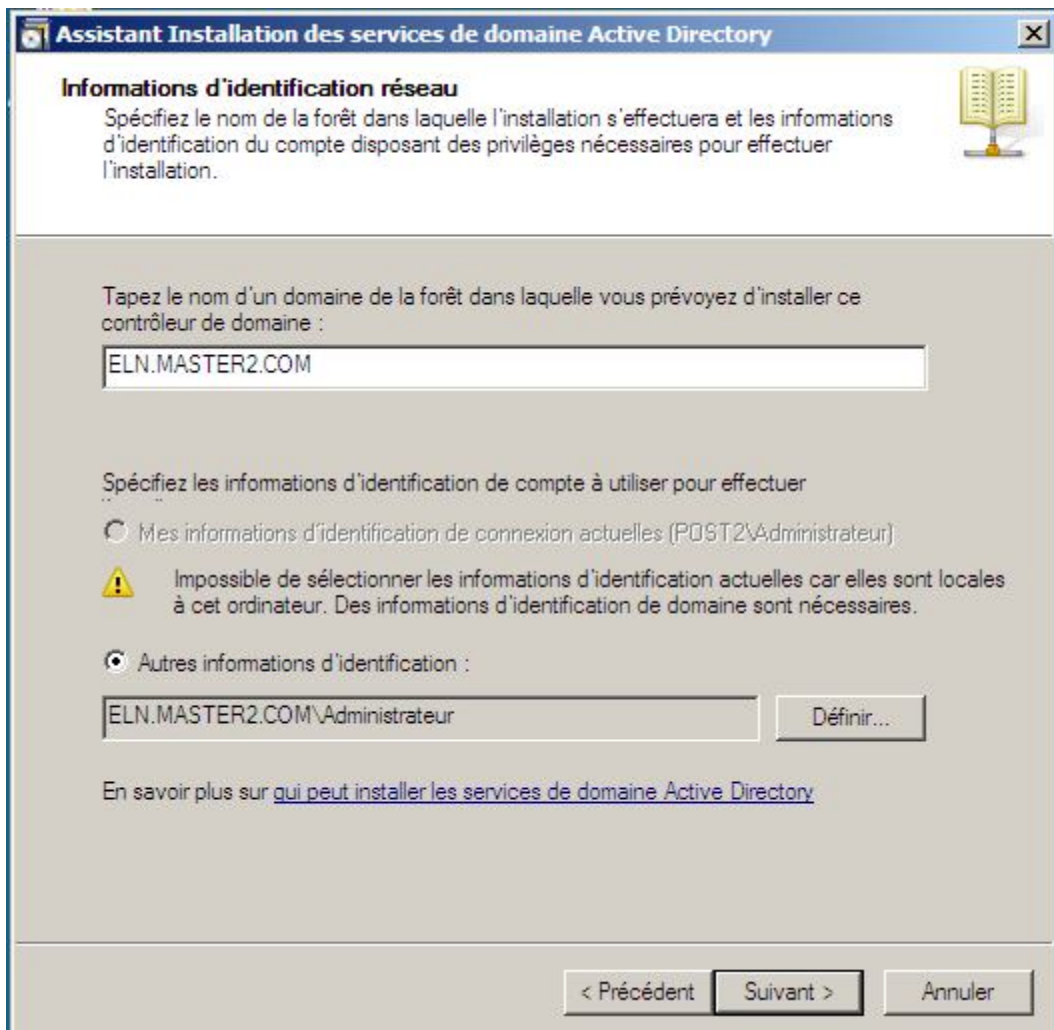 Assistant Installation des services de domaine Active Directory
Informations d'identification réseau
Spécifiez le nom de la forêt dans laquelle l'installation s'effectuera et les informations
d'identification du compte disposant des privilèges nécessaires pour effectuer
l'installation.
Tapez le nom d'un domaine de la forêt dans laquelle vous prévoyez d'installer ce
contrôleur de domaine :
ELN.MASTER2.COM
Spécifiez les informations d'identification de compte à utiliser pour effectuer
Mes informations d'identification de connexion actuelles (POST2\Administrateur)
Impossible de sélectionner les informations d'identification actuelles car elles sont locales
à cet ordinateur. Des informations d'identification de domaine sont nécessaires.
Autres informations d'identification :
ELN.MASTER2.COM\Administrateur
Définir...
En savoir plus sur qui peut installer les services de domaine Active Directory
< Précédent
Suivant >
Annuler